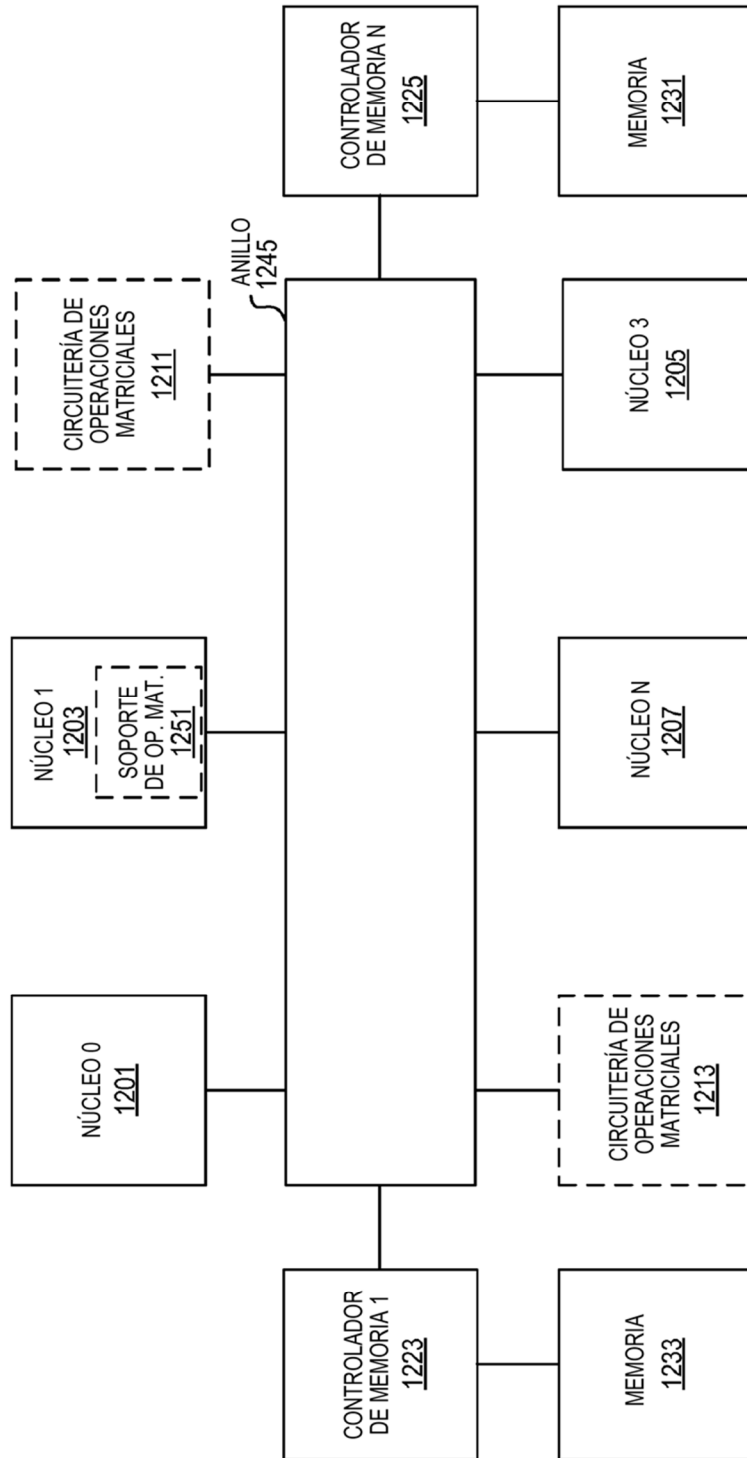 NÚCLEO 0
1201
NÚCLEO 1
1203
SOPORTE
DE OP. MAT.
1251
CIRCUITERÍA DE
OPERACIONES
MATRICIALES
1211
ANILLO
1245
CONTROLADOR
DE MEMORIA 1
1223
CONTROLADOR
DE MEMORIA N
1225
MEMORIA
1233
CIRCUITERÍA DE
OPERACIONES
MATRICIALES
1213
NÚCLEO N
1207
NÚCLEO 3
1205
MEMORIA
1231